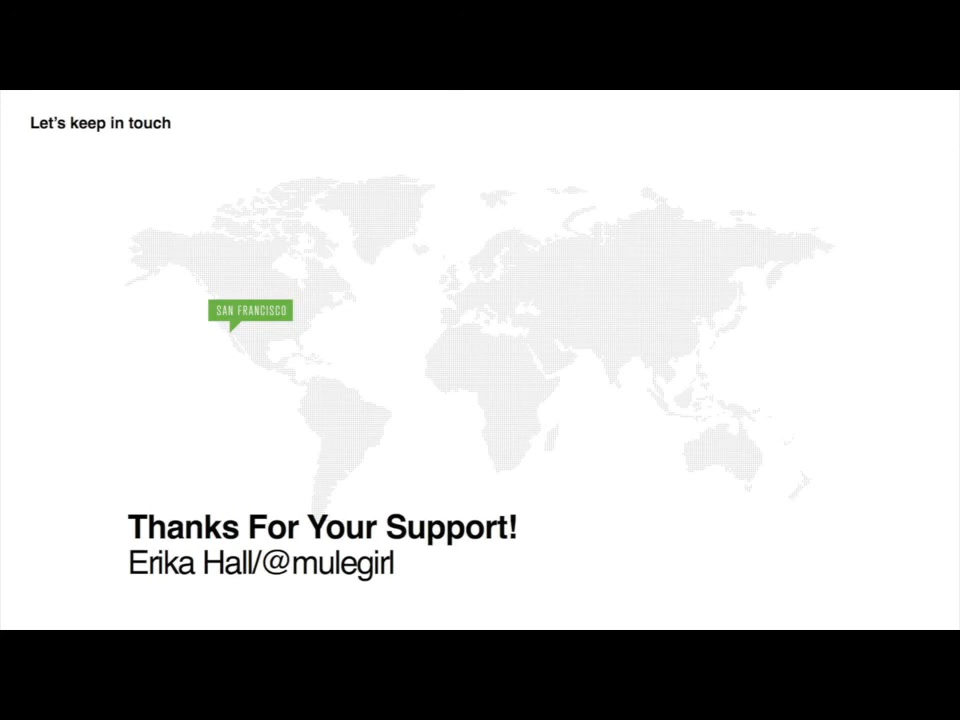 Let's keep in touch
SAN FRANCISCO
Thanks For Your Support!
Erika Hall/@mulegirl